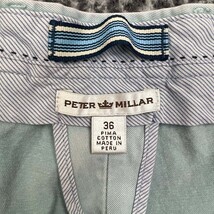 PETER MILLAR
36
PIMA
COTTON
MADE IN
PERU